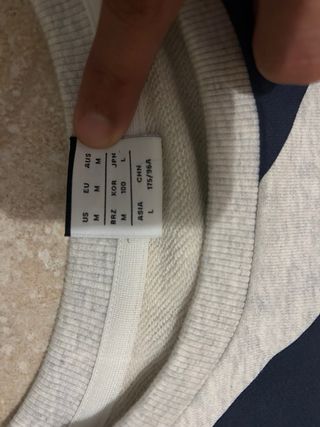 US EU AUS
M M M
BRZ KOR JPN
M 100 L
ASIA CHN
L 175/96A